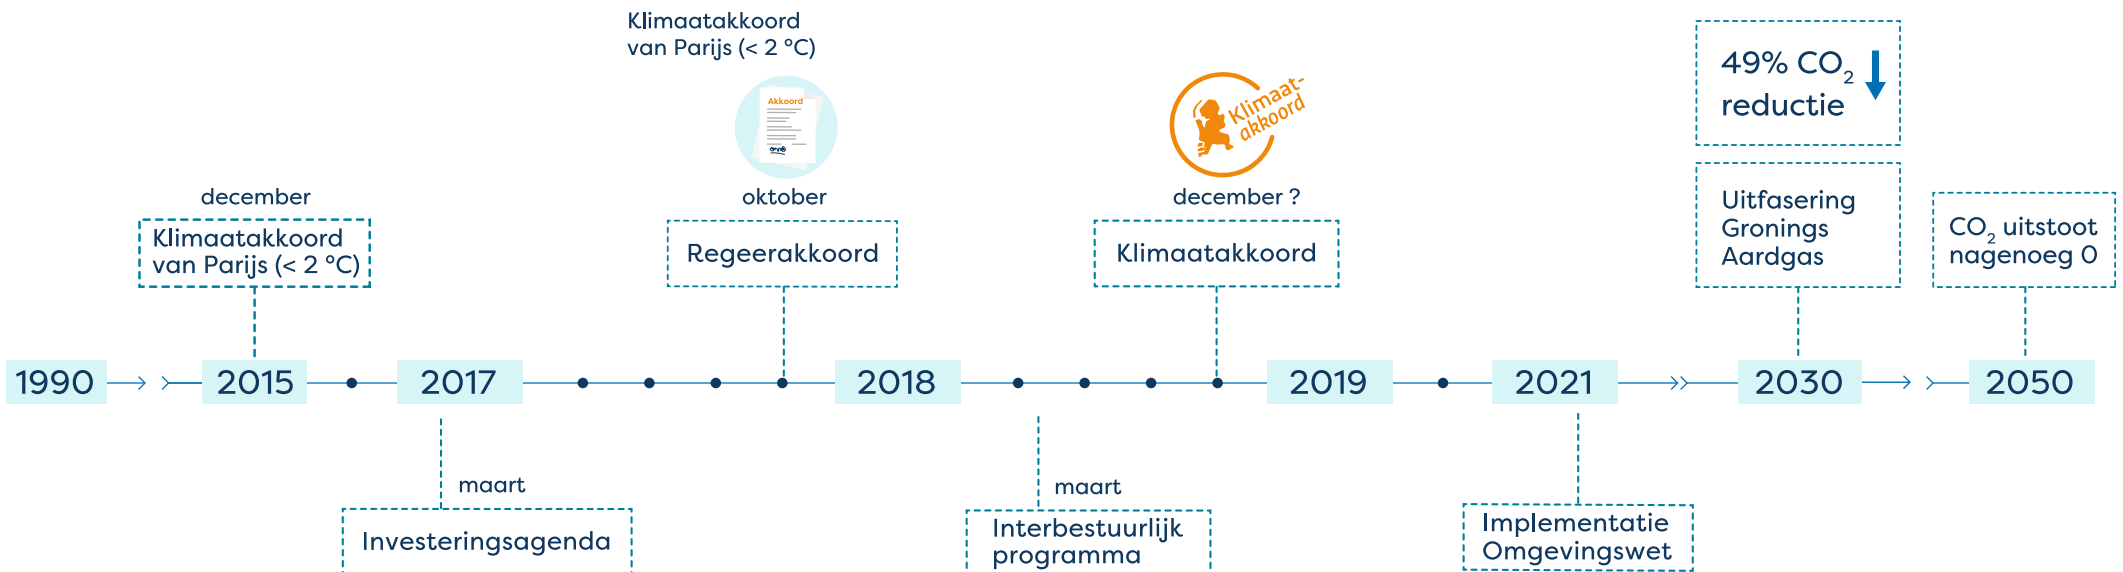 Klimaatakkoord
van Parijs (< 2 °C)
Akkoord
Klimaat-
akkoord
49% CO₂
reductie
december
oktober
december ?
Uitfasering
Gronings
Aardgas
Klimaatakkoord
van Parijs (< 2 °C)
Regeerakkoord
Klimaatakkoord
CO₂ uitstoot
nagenoeg 0
1990
2015
2017
2018
2019
2021
2030
2050
maart
Investeringsagenda
maart
Interbestuurlijk
programma
Implementatie
Omgevingswet